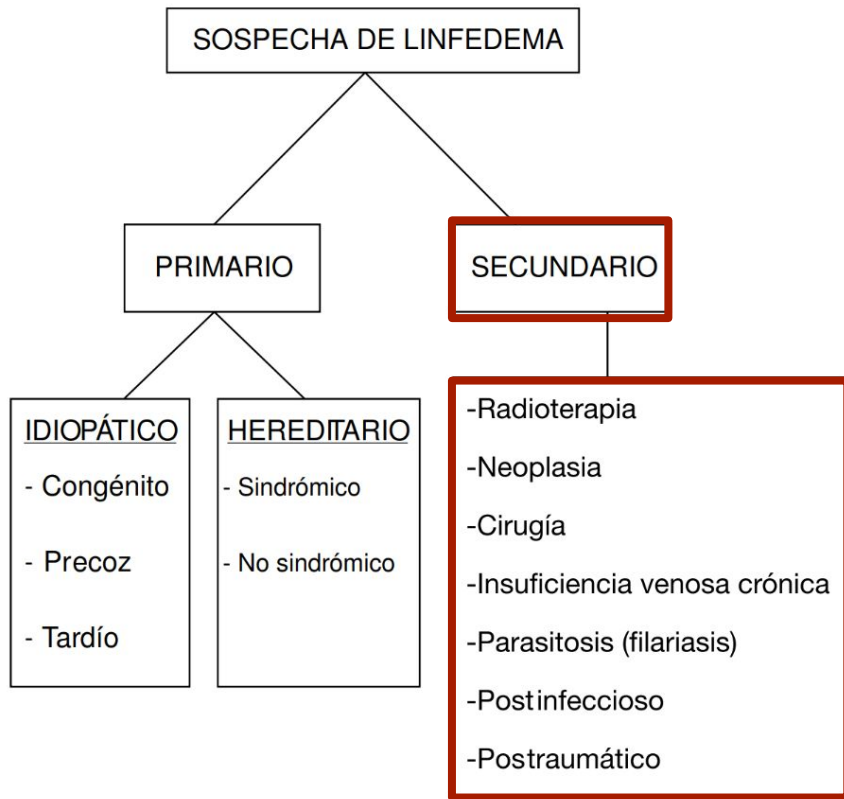 SOSPECHA DE LINFEDEMA
PRIMARIO
SECUNDARIO
IDIOPÁTICO
- Congénito
- Precoz
- Tardío
HEREDITARIO
- Sindrómico
- No sindrómico
-Radioterapia
-Neoplasia
-Cirugía
-Insuficiencia venosa crónica
-Parasitosis (filariasis)
-Postinfeccioso
-Postraumático